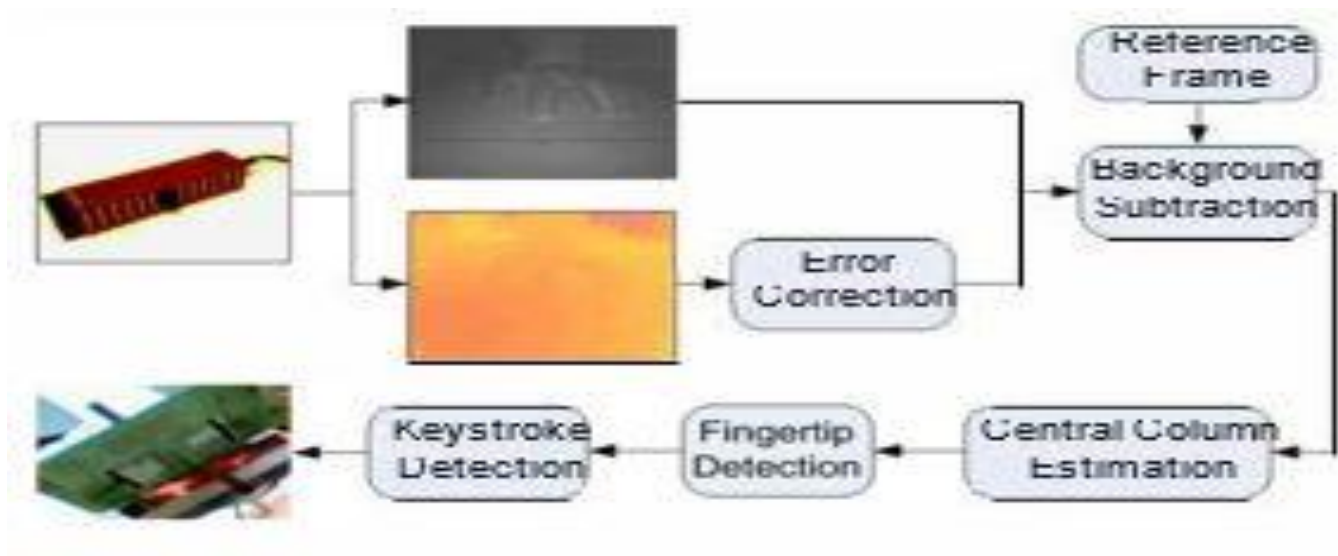 Reference
Frame
Background
Subtraction
Error
Correction
Central Column
Estimation
Fingertip
Detection
Keystroke
Detection